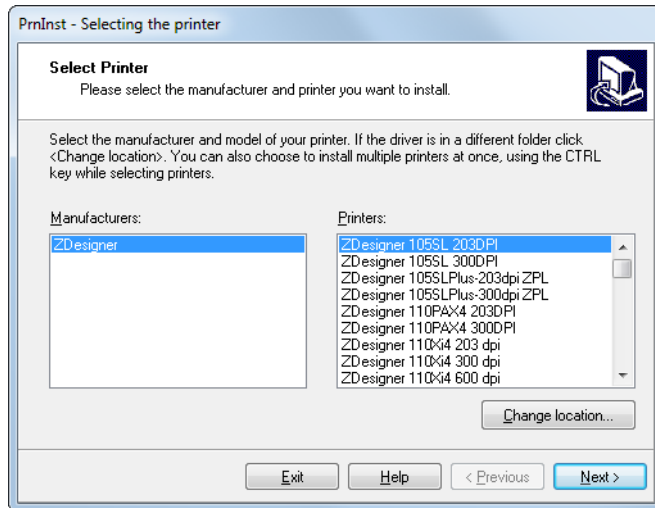 PrnInst - Selecting the printer
Select Printer
Please select the manufacturer and printer you want to install.
Select the manufacturer and model of your printer. If the driver is in a different folder click
<Change location>. You can also choose to install multiple printers at once, using the CTRL
key while selecting printers.
Manufacturers:
ZDesigner
Printers:
ZDesigner 105SL 203DPI
ZDesigner 105SL 300DPI
ZDesigner 105SLPlus-203dpi ZPL
ZDesigner 105SLPlus-300dpi ZPL
ZDesigner 110PAX4 203DPI
ZDesigner 110PAX4 300DPI
ZDesigner 110Xi4 203 dpi
ZDesigner 110Xi4 300 dpi
ZDesigner 110Xi4 600 dpi
Change location...
Exit
Help
< Previous
Next >